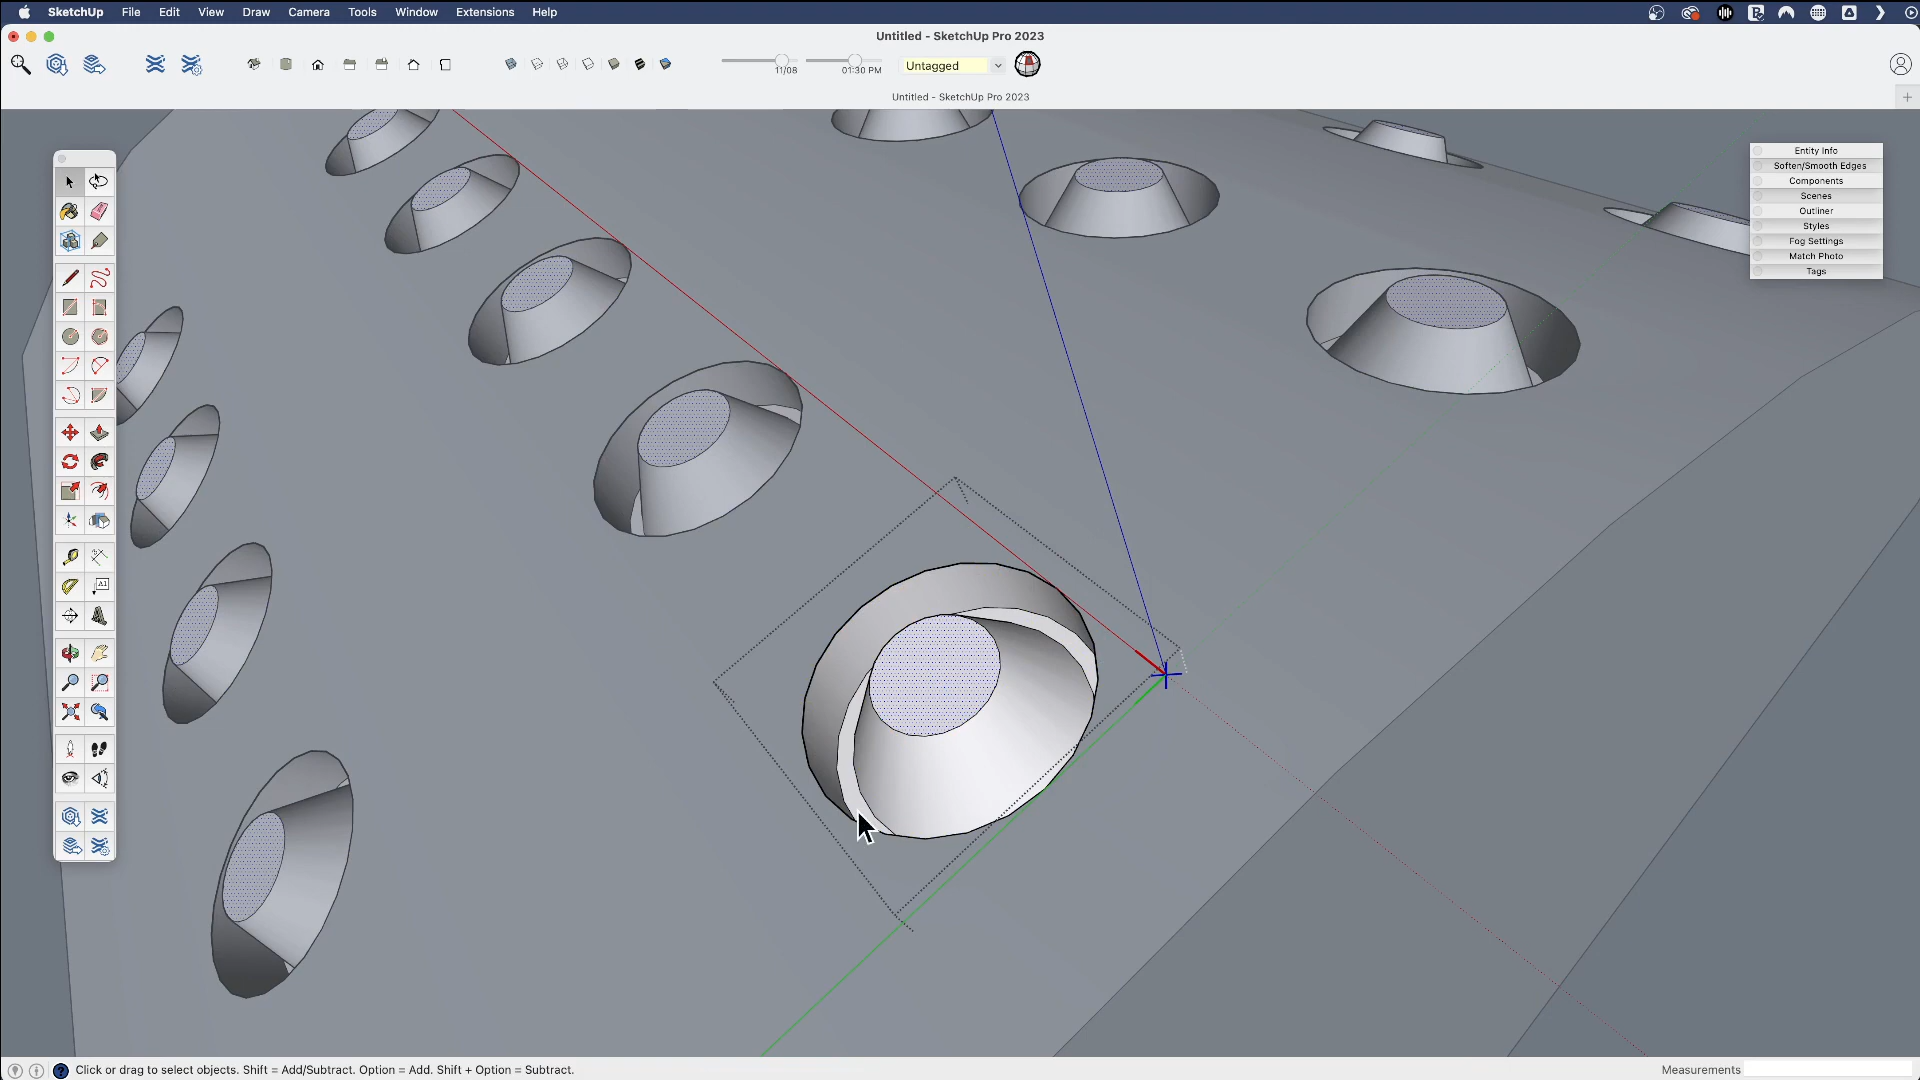 SketchUp File Edit View Draw Camera Tools Window Extensions Help
Untitled - SketchUp Pro 2023
11/08 01:30 PM Untagged
Untitled - SketchUp Pro 2023
Entity Info
Soften/Smooth Edges
Components
Scenes
Outliner
Styles
Fog Settings
Match Photo
Tags
A1
Click or drag to select objects. Shift = Add/Subtract. Option = Add. Shift + Option = Subtract. Measurements